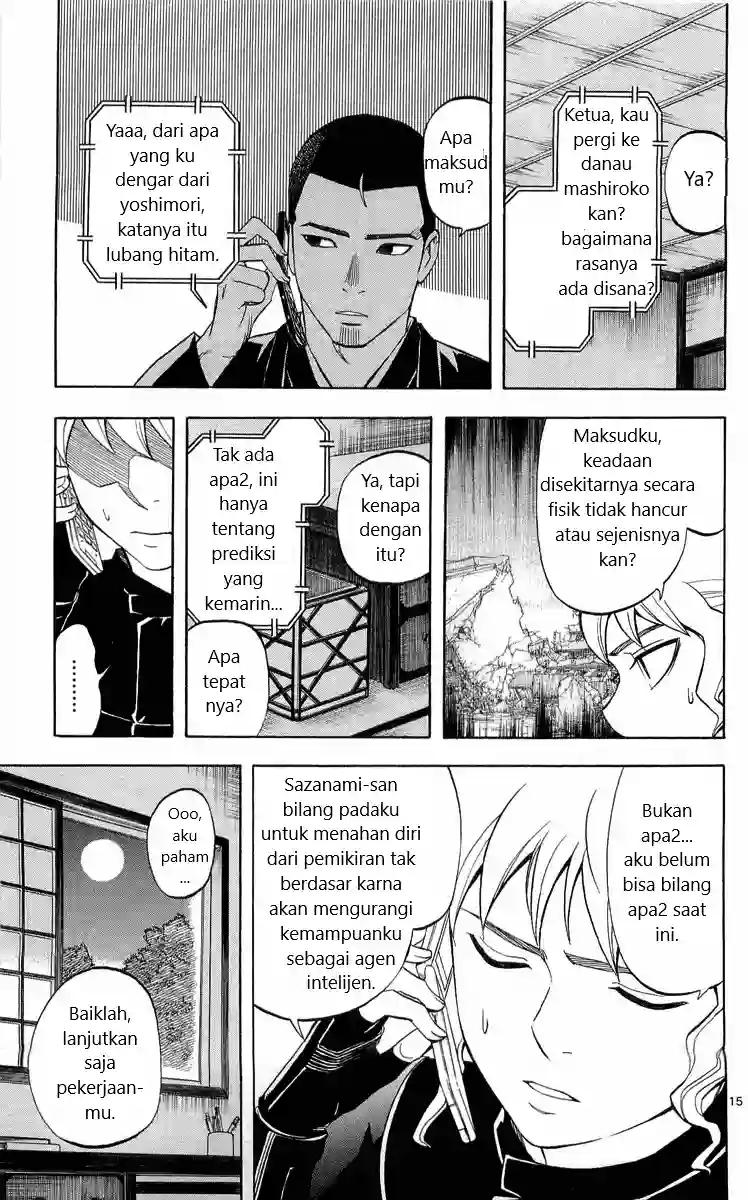 Ketua, kau
pergi ke
danau
mashiroko
kan?
bagaimana
rasanya
ada disana?
Ya?
Apa
maksud
mu?
Yaaa, dari apa
yang ku
dengar dari
yoshimori,
katanya itu
lubang hitam.
Maksudku,
keadaan
disekitarnya secara
fisik tidak hancur
atau sejenisnya
kan?
Ya, tapi
kenapa
dengan
itu?
Tak ada
apa2, ini
hanya
tentang
prediksi
yang
kemarin...
Apa
tepat
nya?
.........
Bukan
apa2...
aku belum
bisa bilang
apa2 saat
ini.
Sazanami-san
bilang padaku
untuk menahan diri
dari pemikiran tak
berdasar karna
akan mengurangi
kemampuanku
sebagai agen
intelijen.
Ooo,
aku
paham
...
Baiklah,
lanjutkan
saja
pekerjaan-
mu.
15